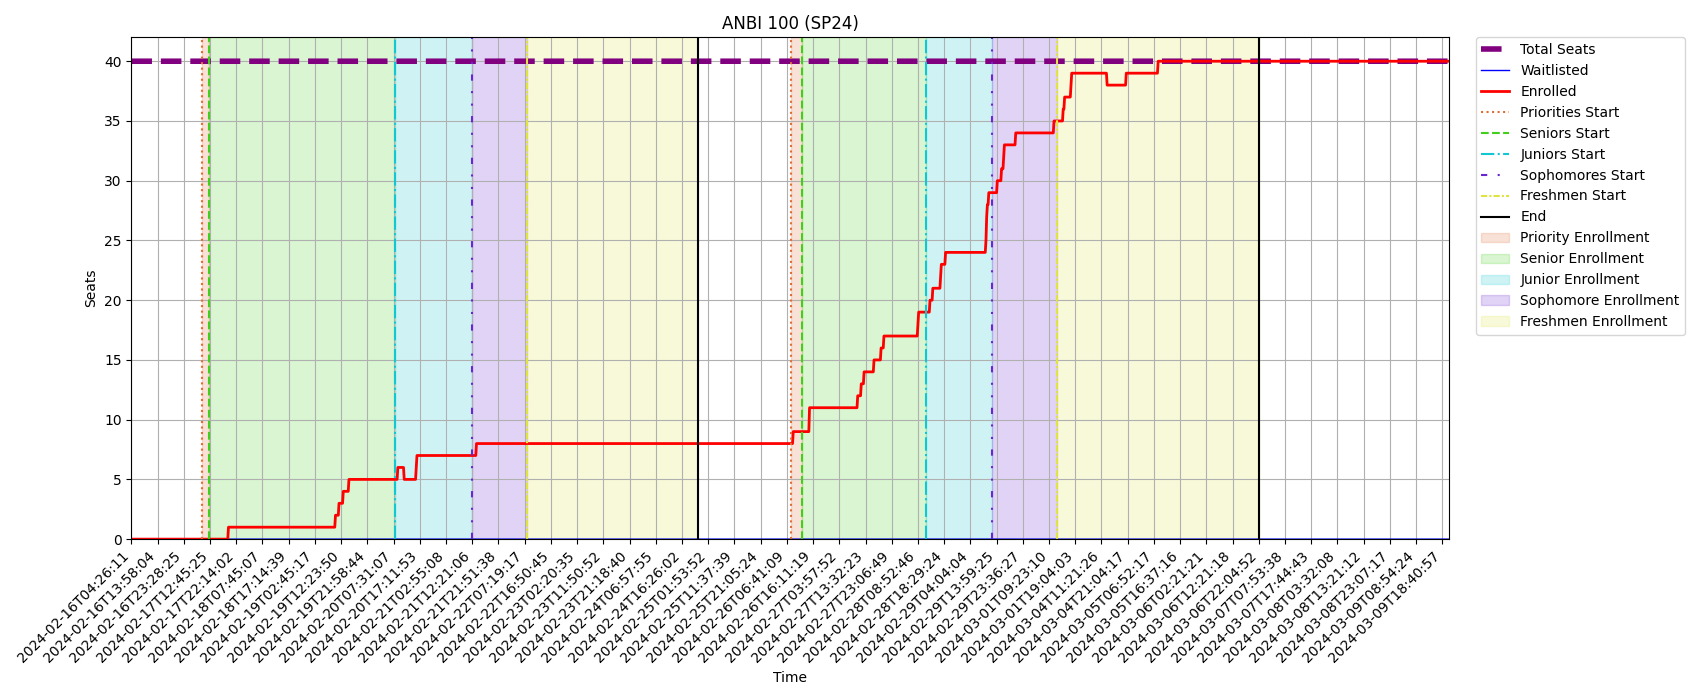 ANBI 100 (SP24)
Seats
40
35
30
25
20
15
10
5
0
2024-02-16T04:26:11
2024-02-16T13:58:04
2024-02-16T23:28:25
2024-02-17T12:45:25
2024-02-17T22:14:02
2024-02-18T07:45:07
2024-02-18T17:14:39
2024-02-19T02:45:17
2024-02-19T12:23:50
2024-02-19T21:58:44
2024-02-20T07:31:07
2024-02-20T17:11:53
2024-02-21T02:55:08
2024-02-21T12:21:06
2024-02-21T21:51:38
2024-02-22T07:19:17
2024-02-22T16:50:45
2024-02-23T02:20:35
2024-02-23T11:50:52
2024-02-23T21:18:40
2024-02-24T06:57:55
2024-02-24T16:26:02
2024-02-25T01:53:52
2024-02-25T11:37:39
2024-02-25T21:05:24
2024-02-26T06:41:09
2024-02-26T16:11:19
2024-02-27T03:57:52
2024-02-27T13:32:23
2024-02-27T23:06:49
2024-02-28T08:52:46
2024-02-28T18:29:24
2024-02-29T04:04:04
2024-02-29T13:59:25
2024-02-29T23:36:27
2024-03-01T09:23:10
2024-03-01T19:04:03
2024-03-04T11:21:26
2024-03-04T21:04:17
2024-03-05T06:52:17
2024-03-05T16:37:16
2024-03-06T02:21:21
2024-03-06T12:21:18
2024-03-06T22:04:52
2024-03-07T07:53:38
2024-03-07T17:44:43
2024-03-08T03:32:08
2024-03-08T13:21:12
2024-03-08T23:07:17
2024-03-09T08:54:24
2024-03-09T18:40:57
Time
Total Seats
Waitlisted
Enrolled
Priorities Start
Seniors Start
Juniors Start
Sophomores Start
Freshmen Start
End
Priority Enrollment
Senior Enrollment
Junior Enrollment
Sophomore Enrollment
Freshmen Enrollment